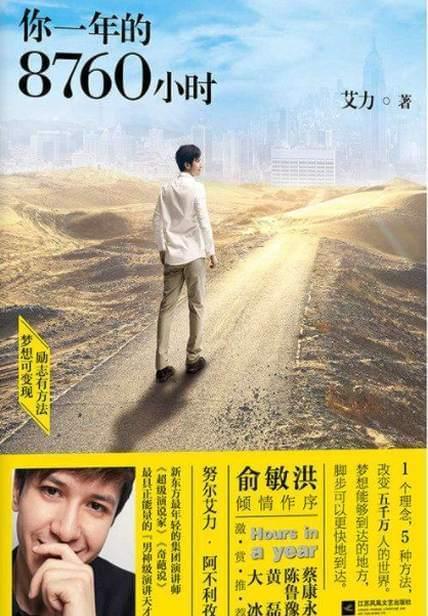 你一年的
8760小时
艾力 ○ 著
励志有方法
梦想可变现
1个理念，5种方法，
改变五千万人的世界。
梦想能够到达的地方，
脚步可以更快地到达。
俞敏洪
倾情作序
激·赏·推·荐
Hours in
a year
蔡康永
陈鲁豫
黄磊
大冰
努尔艾力·阿不利孜
新东方最年轻的集团演讲师
《超级演说家》《奇葩说》
最具正能量的“男神级演讲天才
江苏凤凰文艺出版社